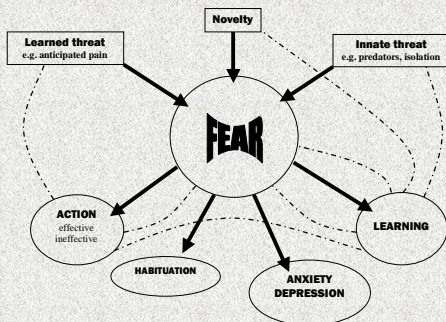 Novelty
Learned threat
e.g. anticipated pain
Innate threat
e.g. predators, isolation
FEAR
ACTION
effective
ineffective
LEARNING
HABITUATION
ANXIETY
DEPRESSION